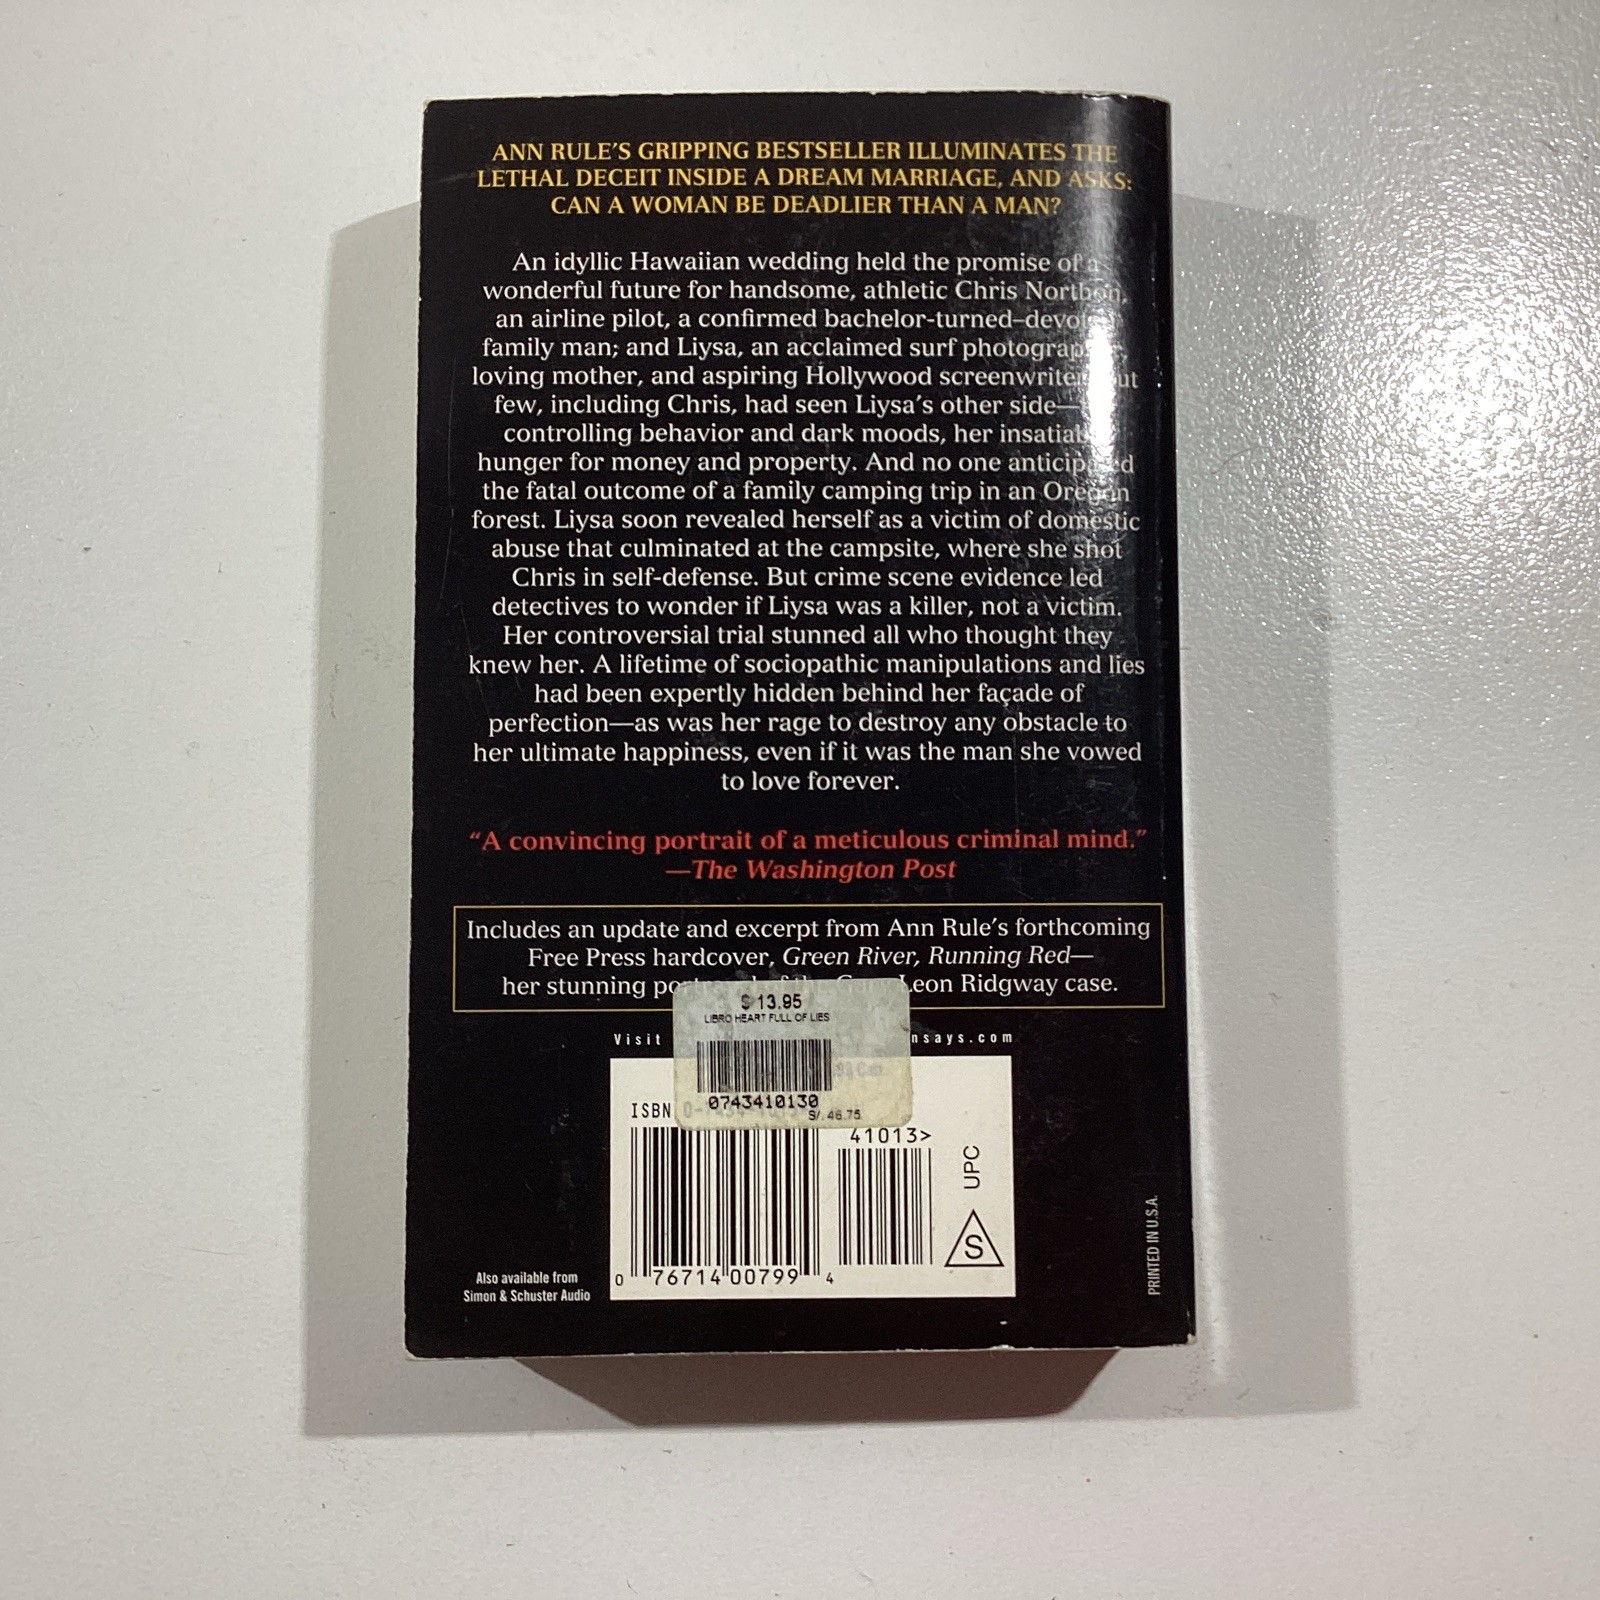 ANN RULE'S GRIPPING BESTSELLER ILLUMINATES THE
LETHAL DECEIT INSIDE A DREAM MARRIAGE, AND ASKS:
CAN A WOMAN BE DEADLIER THAN A MAN?
An idyllic Hawaiian wedding held the promise of a
wonderful future for handsome, athletic Chris Northon,
an airline pilot, a confirmed bachelor-turned-
family man; and Liysa, an acclaimed surf
loving mother, and aspiring Hollywood
few, including Chris, had seen Liysa's other side—
controlling behavior and dark moods, her
hunger for money and property. And no one anticipated
the fatal outcome of a family camping trip in an Oregon
forest. Liysa soon revealed herself as a victim of domestic
abuse that culminated at the campsite, where she shot
Chris in self-defense. But crime scene evidence led
detectives to wonder if Liysa was a killer, not a victim.
Her controversial trial stunned all who thought they
knew her. A lifetime of sociopathic manipulations and lies
had been expertly hidden behind her façade of
perfection—as was her rage to destroy any obstacle to
her ultimate happiness, even if it was the man she vowed
to love forever.
“A convincing portrait of a meticulous criminal mind.”
—The Washington Post
Includes an update and excerpt from Ann Rule's forthcoming
Free Press hardcover, Green River, Running Red—
her stunning Leon Ridgway case.
$ 13.95
LIBRO HEART FULL OF LIES
Visit nsays.com
0743410130
S/. 46.75
ISBN
41013>
UPC
S
0 76714 00799 4
Also available from
Simon & Schuster Audio
PRINTED IN U.S.A.